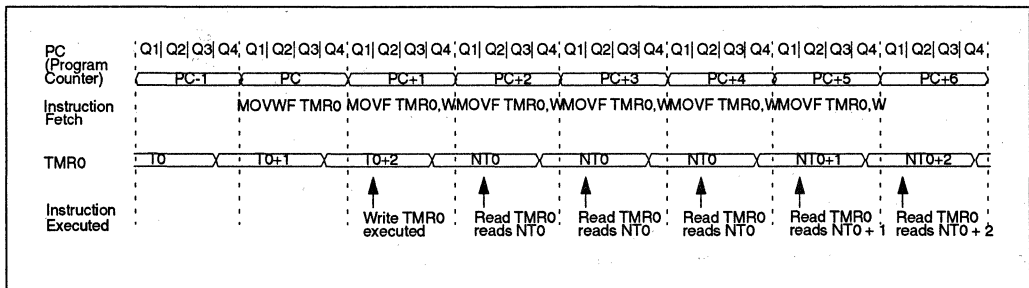 PC
(Program
Counter)
Q1| Q2| Q3| Q4 Q1| Q2| Q3| Q4 Q1| Q2| Q3| Q4 Q1| Q2| Q3| Q4 Q1| Q2| Q3| Q4 Q1| Q2| Q3| Q4 Q1| Q2| Q3| Q4 Q1| Q2| Q3| Q4
PC-1 PC PC+1 PC+2 PC+3 PC+4 PC+5 PC+6
Instruction
Fetch
MOVWF TMR0 MOVF TMR0,W MOVF TMR0,W MOVF TMR0,W MOVF TMR0,W MOVF TMR0,W
TMR0
T0 T0+1 T0+2 NT0 NT0 NT0 NT0+1 NT0+2
Instruction
Executed
Write TMR0
executed
Read TMR0
reads NT0
Read TMR0
reads NT0
Read TMR0
reads NT0
Read TMR0
reads NT0 + 1
Read TMR0
reads NT0 + 2